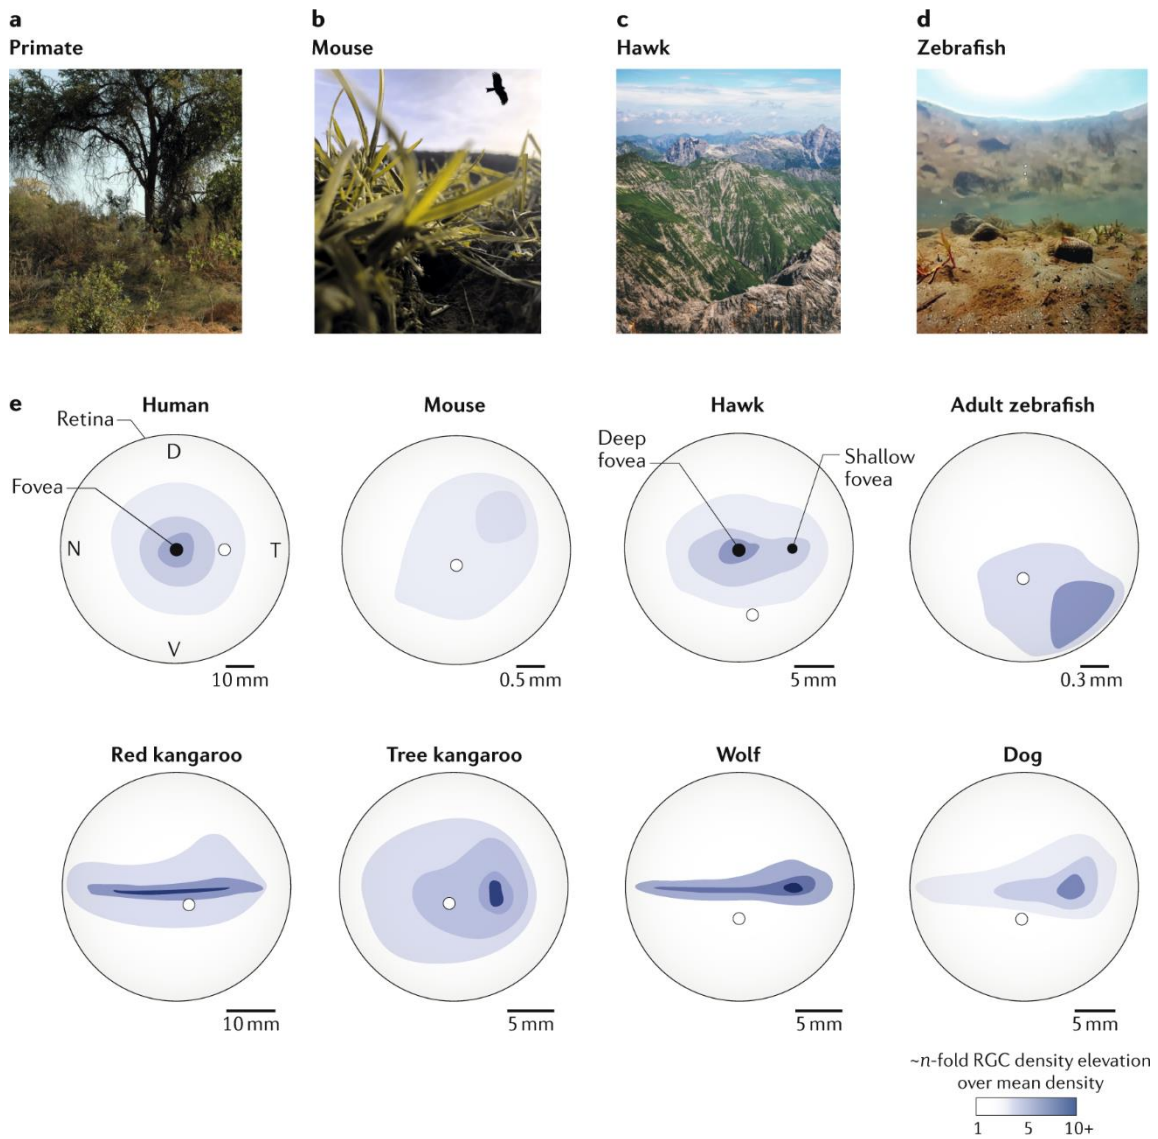 a
Primate
b
Mouse
c
Hawk
d
Zebrafish
e
Human
Retina
D
Fovea
N
T
V
10 mm
Mouse
0.5 mm
Hawk
Deep
fovea
Shallow
fovea
5 mm
Adult zebrafish
0.3 mm
Red kangaroo
10 mm
Tree kangaroo
5 mm
Wolf
5 mm
Dog
5 mm
~n-fold RGC density elevation
over mean density
1 5 10+